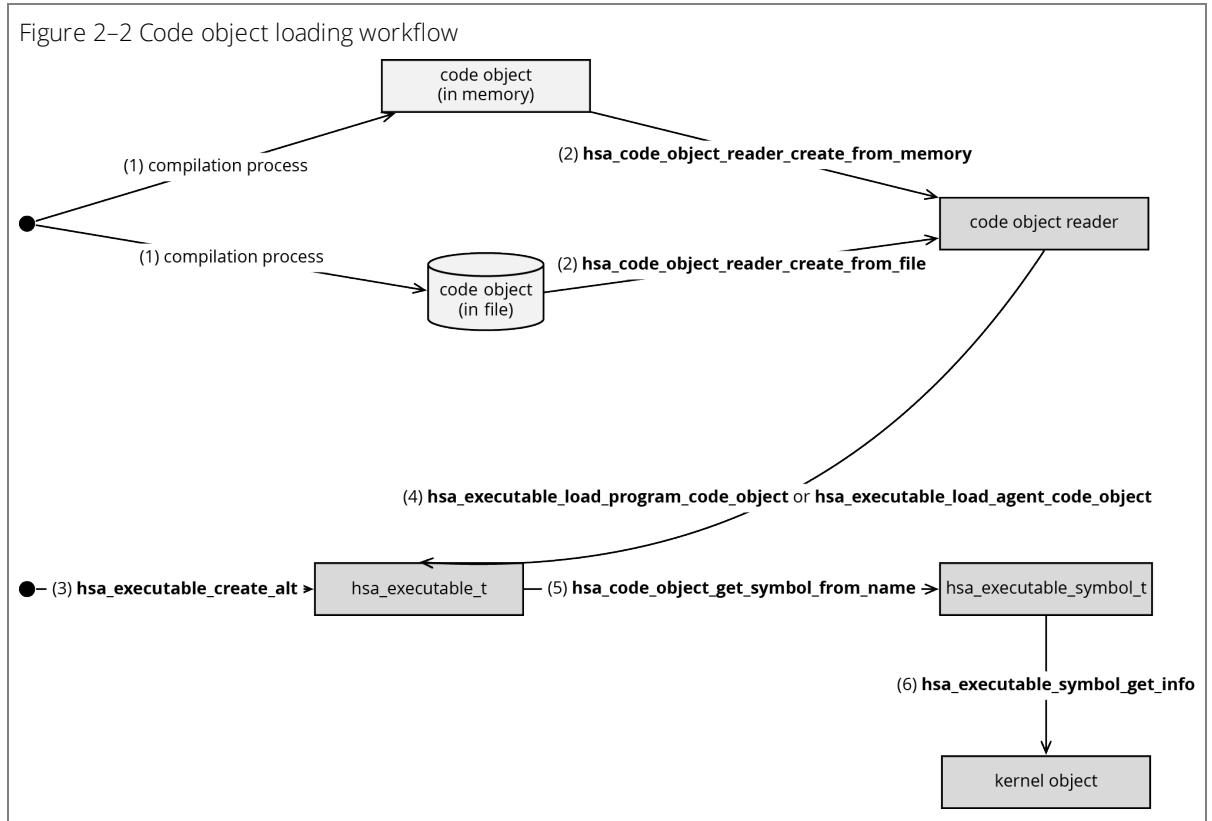 Figure 2–2 Code object loading workflow
code object
(in memory)
(1) compilation process
(2) hsa_code_object_reader_create_from_memory
code object reader
(1) compilation process
(2) hsa_code_object_reader_create_from_file
code object
(in file)
(4) hsa_executable_load_program_code_object or hsa_executable_load_agent_code_object
(3) hsa_executable_create_alt
hsa_executable_t
(5) hsa_code_object_get_symbol_from_name
hsa_executable_symbol_t
(6) hsa_executable_symbol_get_info
kernel object